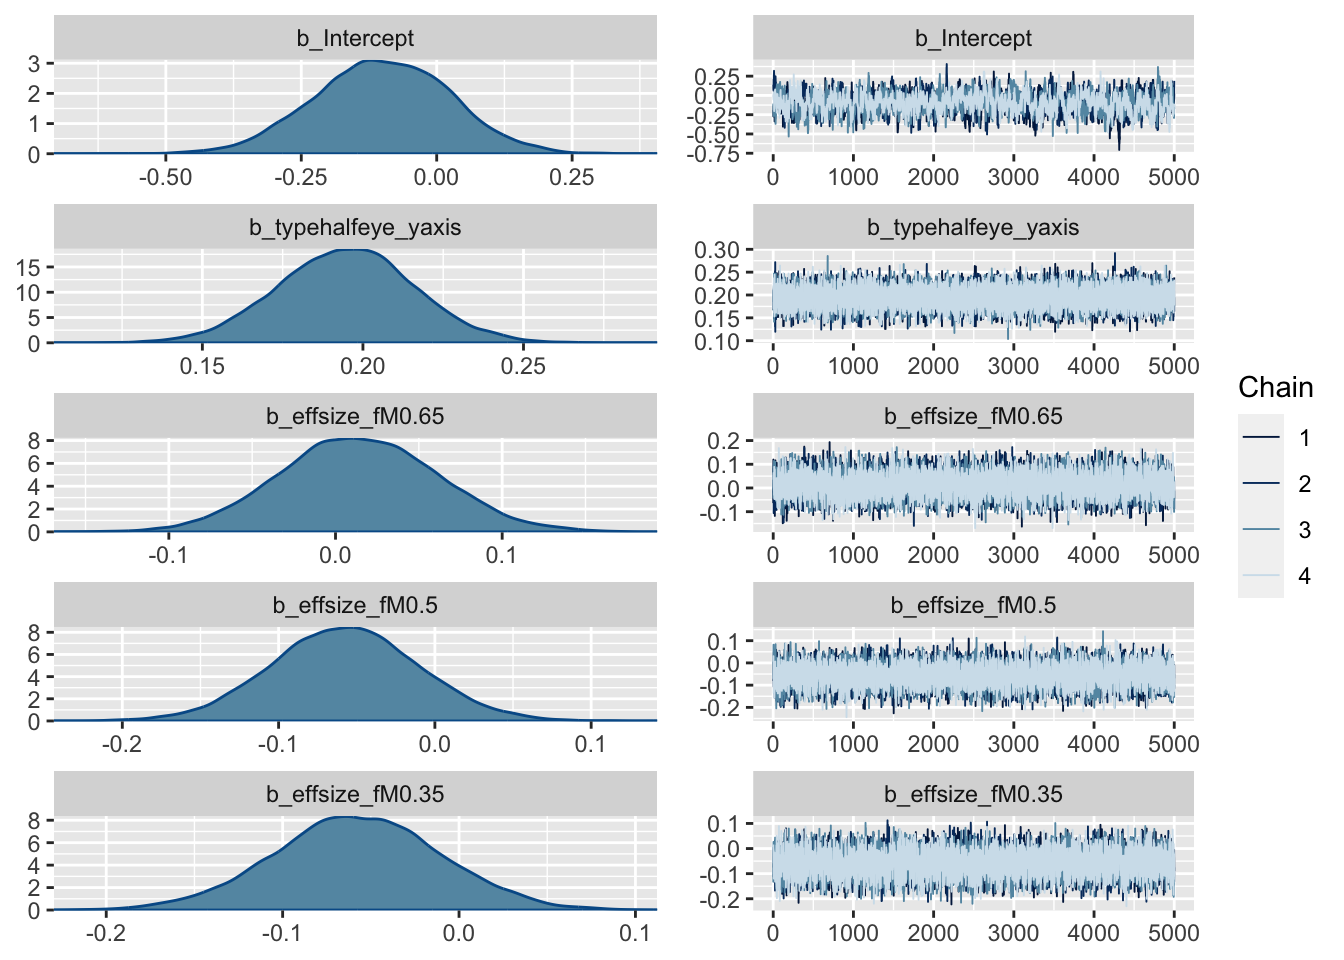 b_Intercept
3
2
1
0
-0.50 -0.25 0.00 0.25
b_Intercept
0.25
0.00
-0.25
-0.50
-0.75
0 1000 2000 3000 4000 5000
b_typehalfeye_yaxis
15
10
5
0
0.15 0.20 0.25
b_typehalfeye_yaxis
0.30
0.25
0.20
0.15
0.10
0 1000 2000 3000 4000 5000
b_effsize_fM0.65
8
6
4
2
0
-0.1 0.0 0.1
b_effsize_fM0.65
0.2
0.1
0.0
-0.1
0 1000 2000 3000 4000 5000
b_effsize_fM0.5
8
6
4
2
0
-0.2 -0.1 0.0 0.1
b_effsize_fM0.5
0.1
0.0
-0.1
-0.2
0 1000 2000 3000 4000 5000
b_effsize_fM0.35
8
6
4
2
0
-0.2 -0.1 0.0 0.1
b_effsize_fM0.35
0.1
0.0
-0.1
-0.2
0 1000 2000 3000 4000 5000
Chain
1
2
3
4